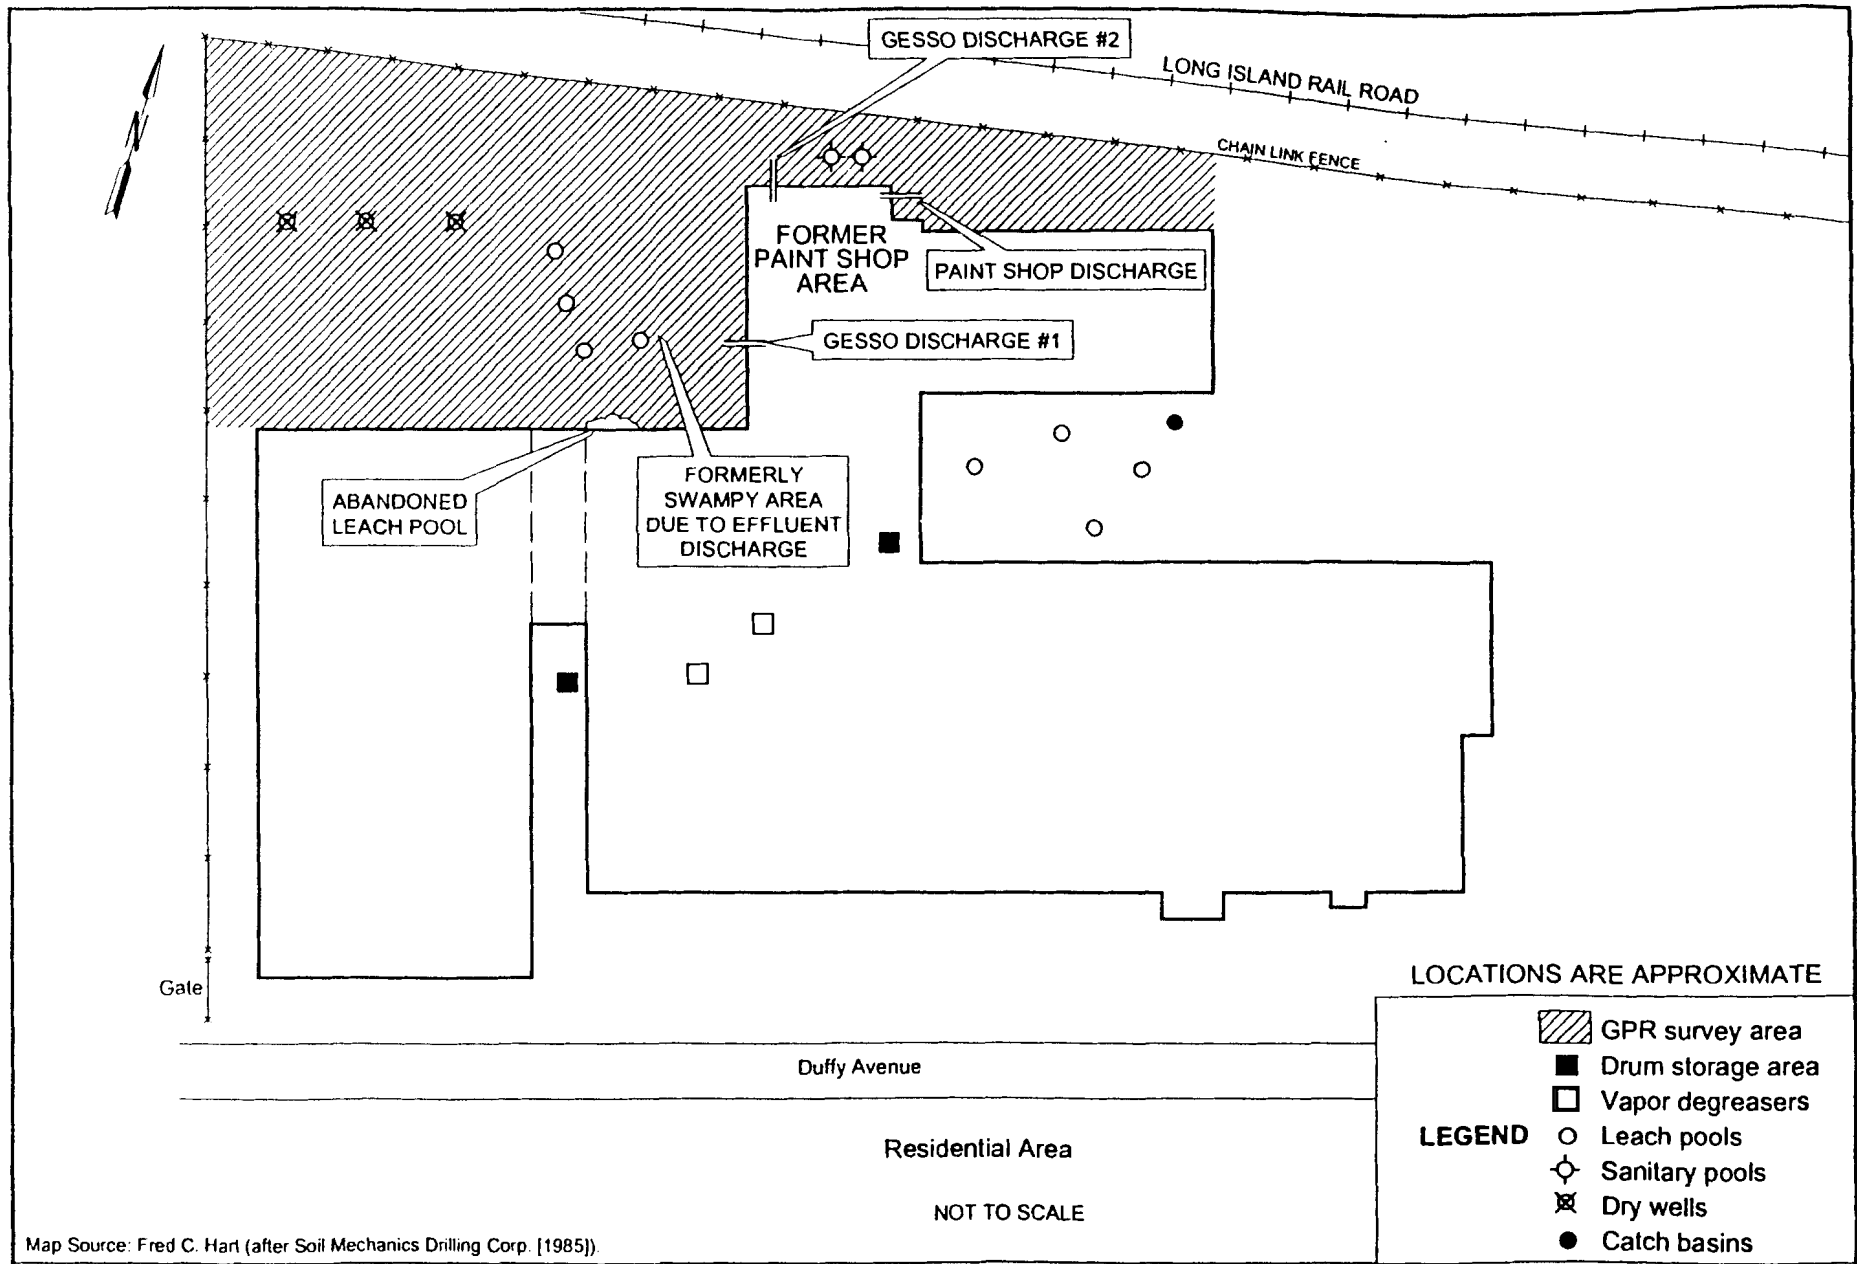 GESSO DISCHARGE #2
LONG ISLAND RAIL ROAD
CHAIN LINK FENCE
N
FORMER
PAINT SHOP
AREA
PAINT SHOP DISCHARGE
GESSO DISCHARGE #1
ABANDONED
LEACH POOL
FORMERLY
SWAMPY AREA
DUE TO EFFLUENT
DISCHARGE
Gate
LOCATIONS ARE APPROXIMATE
Duffy Avenue
Residential Area
NOT TO SCALE
LEGEND
GPR survey area
Drum storage area
Vapor degreasers
Leach pools
Sanitary pools
Dry wells
Catch basins
Map Source: Fred C. Hart (after Soil Mechanics Drilling Corp. [1985]).